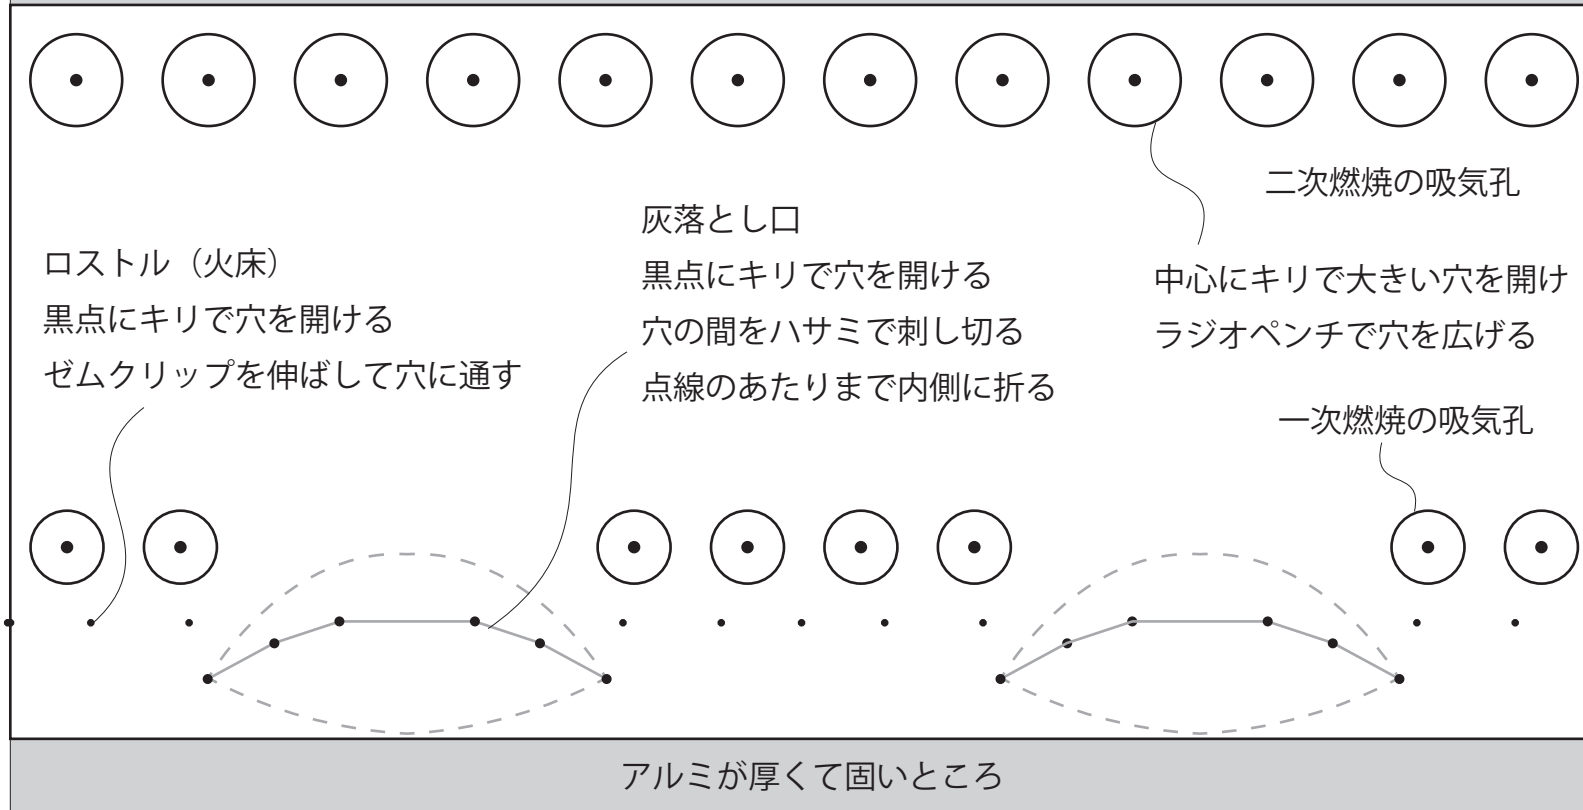 二次燃焼の吸気孔
灰落とし口
ロストル（火床）
黒点にキリで穴を開ける
中心にキリで大きい穴を開け
黒点にキリで穴を開ける
穴の間をハサミで刺し切る
ラジオペンチで穴を広げる
ゼムクリップを伸ばして穴に通す
点線のあたりまで内側に折る
一次燃焼の吸気孔
アルミが厚くて固いところ